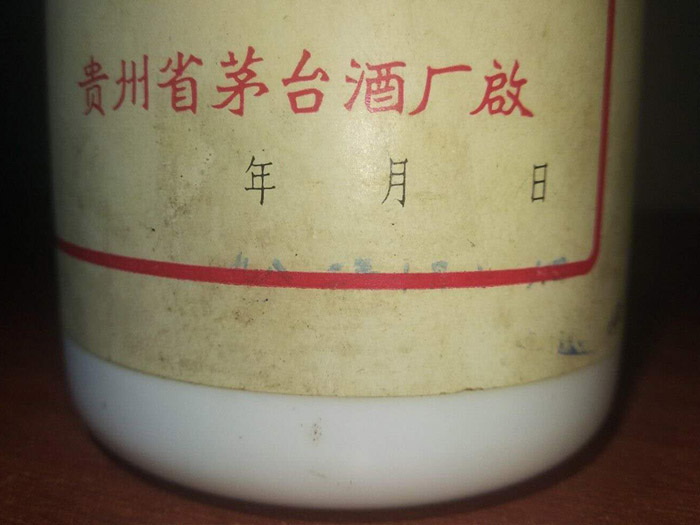 贵州省茅台酒厂啟
年 月 日